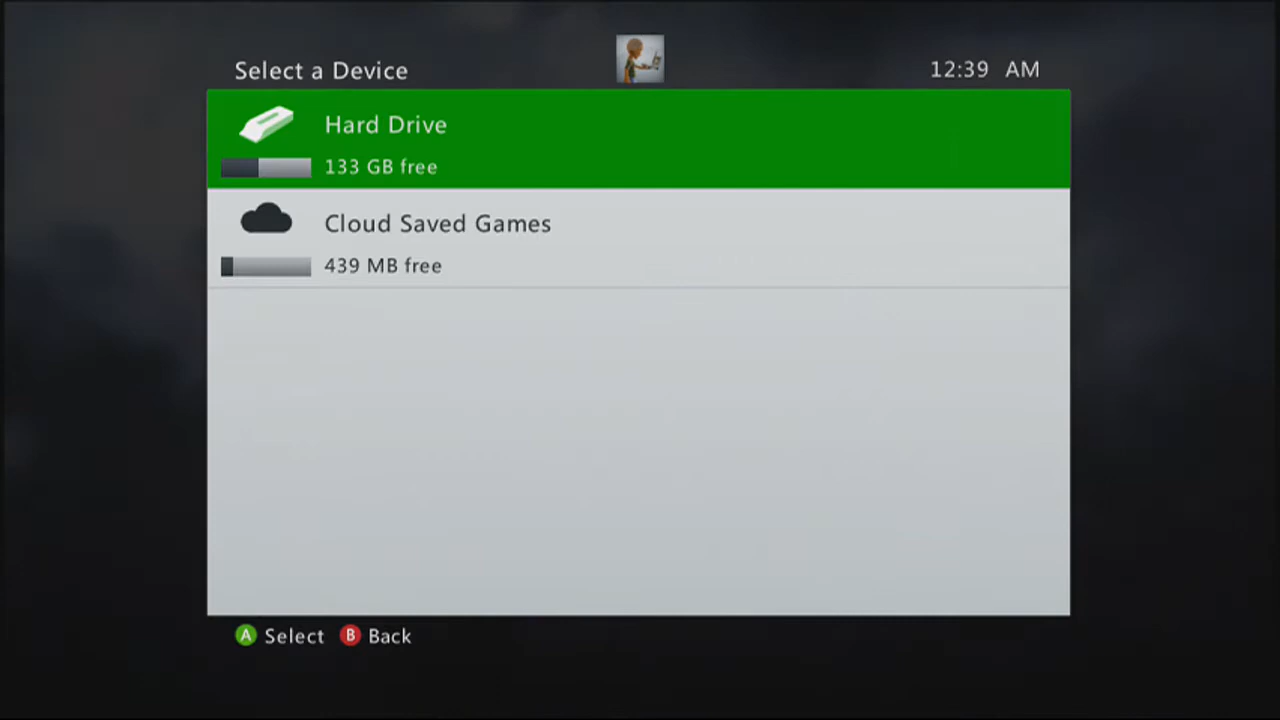 Select a Device
12:39 AM
Hard Drive
133 GB free
Cloud Saved Games
439 MB free
A Select B Back